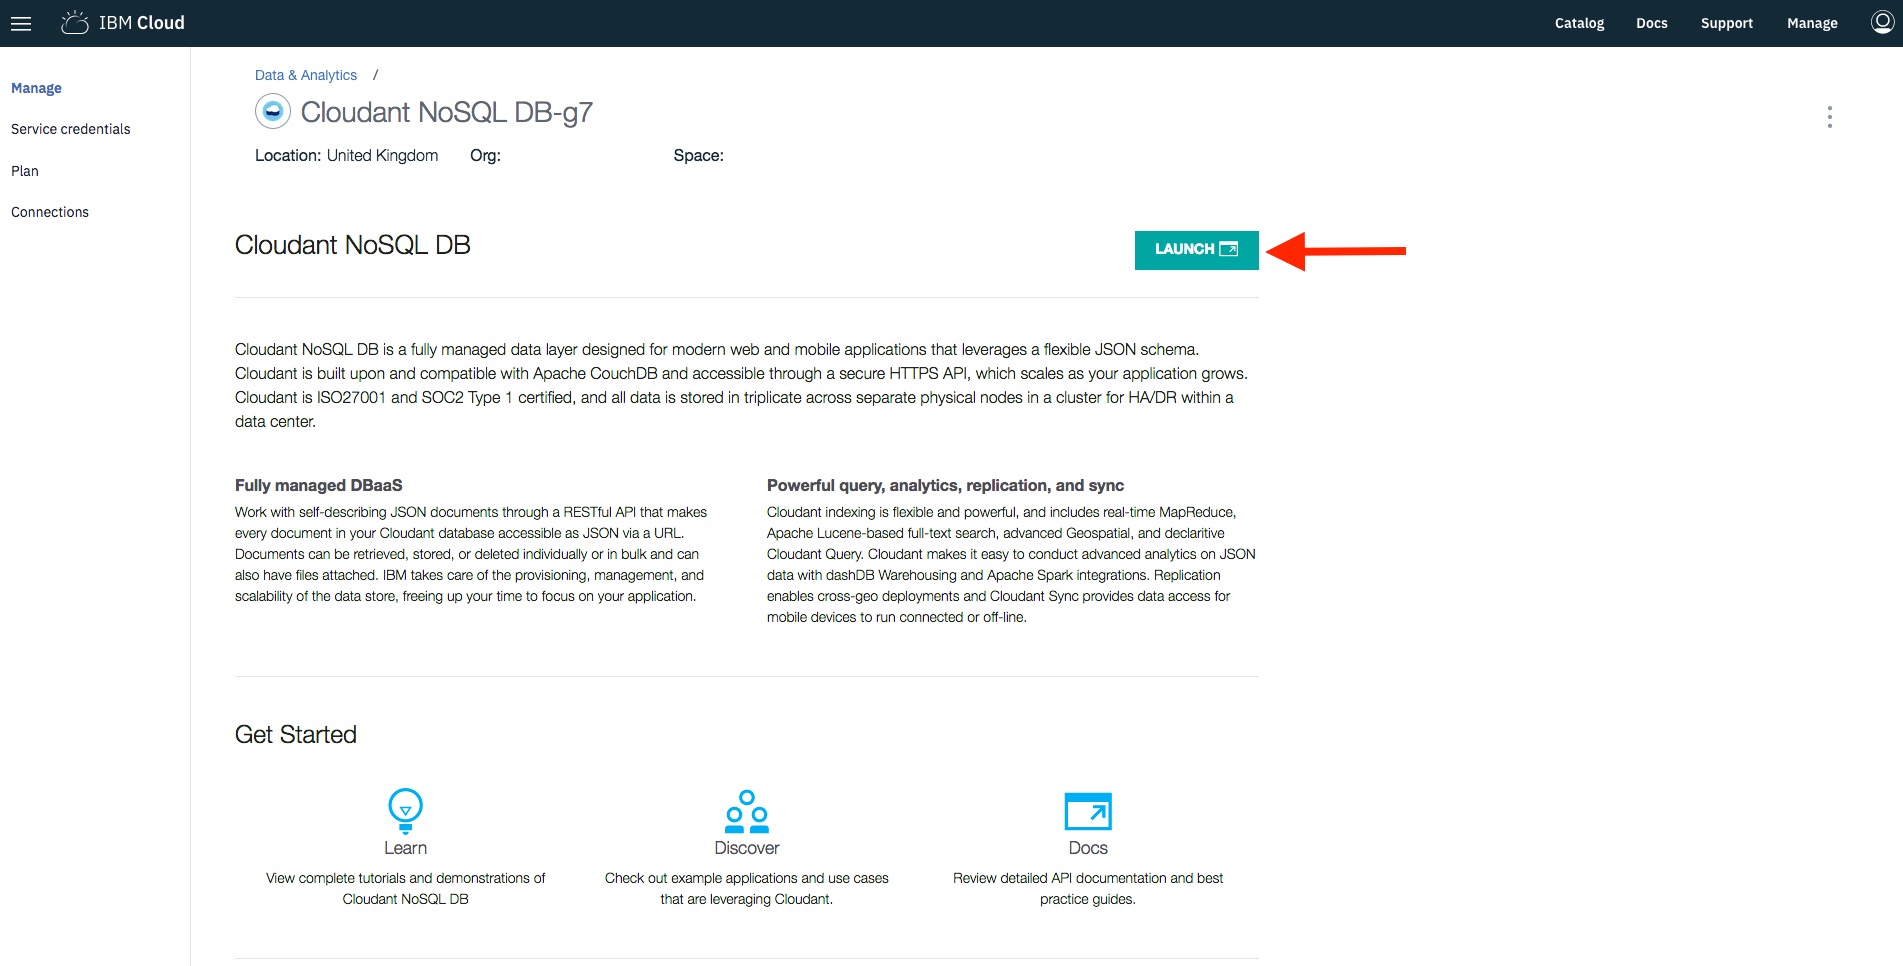 IBM Cloud
Catalog Docs Support Manage
Manage
Service credentials
Plan
Connections
Data & Analytics /
Cloudant NoSQL DB-g7
Location: United Kingdom Org: Space:
Cloudant NoSQL DB
LAUNCH
Cloudant NoSQL DB is a fully managed data layer designed for modern web and mobile applications that leverages a flexible JSON schema.
Cloudant is built upon and compatible with Apache CouchDB and accessible through a secure HTTPS API, which scales as your application grows.
Cloudant is ISO27001 and SOC2 Type 1 certified, and all data is stored in triplicate across separate physical nodes in a cluster for HA/DR within a
data center.
Fully managed DBaaS
Work with self-describing JSON documents through a RESTful API that makes
every document in your Cloudant database accessible as JSON via a URL.
Documents can be retrieved, stored, or deleted individually or in bulk and can
also have files attached. IBM takes care of the provisioning, management, and
scalability of the data store, freeing up your time to focus on your application.
Powerful query, analytics, replication, and sync
Cloudant indexing is flexible and powerful, and includes real-time MapReduce,
Apache Lucene-based full-text search, advanced Geospatial, and declaritive
Cloudant Query. Cloudant makes it easy to conduct advanced analytics on JSON
data with dashDB Warehousing and Apache Spark integrations. Replication
enables cross-geo deployments and Cloudant Sync provides data access for
mobile devices to run connected or off-line.
Get Started
Learn
View complete tutorials and demonstrations of
Cloudant NoSQL DB
Discover
Check out example applications and use cases
that are leveraging Cloudant.
Docs
Review detailed API documentation and best
practice guides.